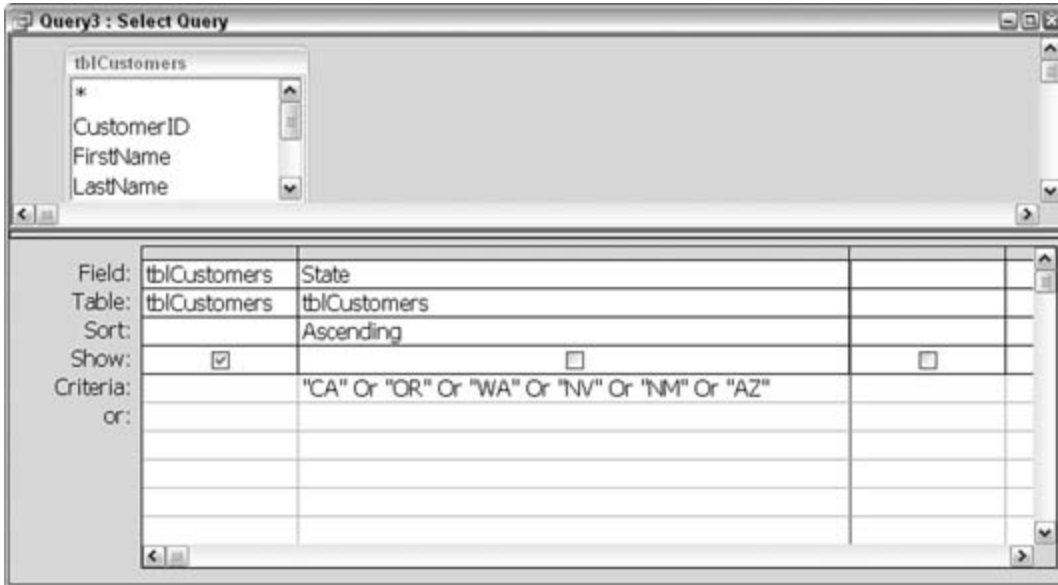 Query3 : Select Query
tblCustomers
*
CustomerID
FirstName
LastName
Field: tblCustomers State
Table: tblCustomers tblCustomers
Sort: Ascending
Show:
Criteria: "CA" Or "OR" Or "WA" Or "NV" Or "NM" Or "AZ"
or: